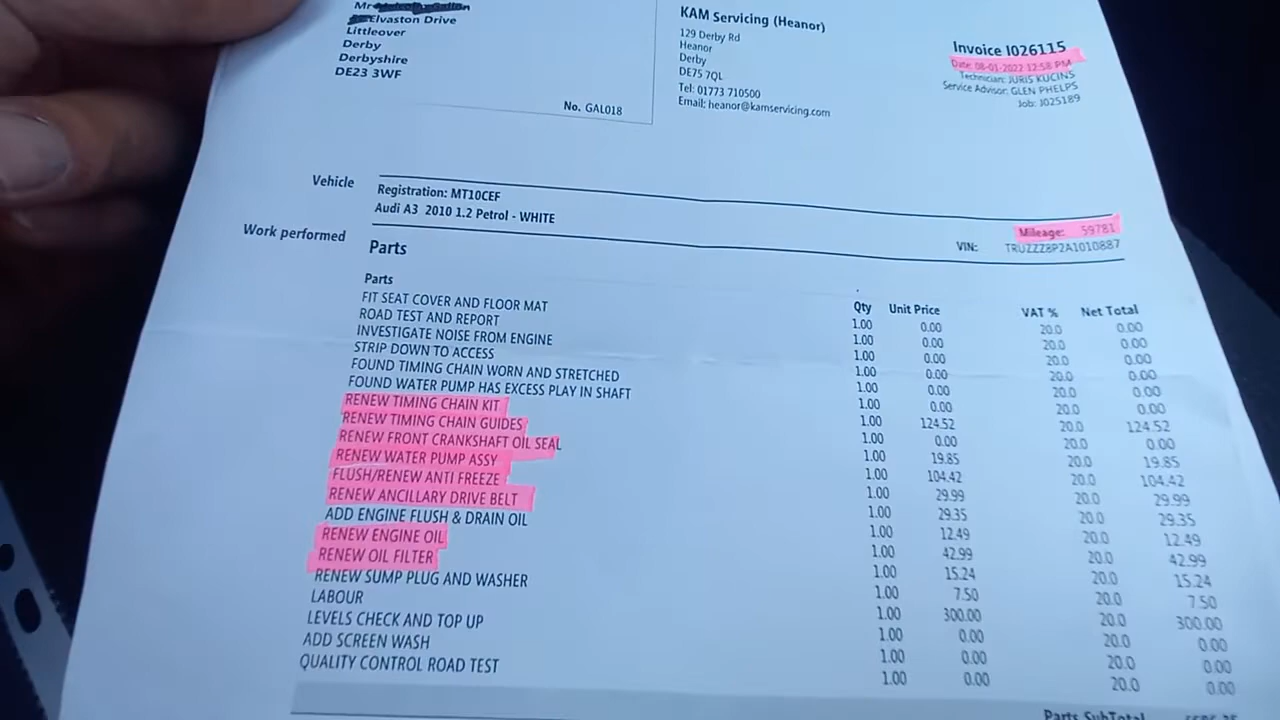 Mr
Elvaston Drive
Littleover
Derby
Derbyshire
DE23 3WF
No. GAL018
KAM Servicing (Heanor)
129 Derby Rd
Heanor
Derby
DE75 7QL
Tel: 01773 710500
Email: heanor@kamservicing.com
Invoice I026115
Date: 08-01-2022 12:58 PM
Technician: JURIS KUCINS
Service Advisor: GLEN PHELPS
Job: J025189
Vehicle
Registration: MT10CEF
Audi A3 2010 1.2 Petrol - WHITE
Mileage: 59781
VIN: TRUZZZ8P2A1010887
Work performed
Parts
Parts Qty Unit Price VAT % Net Total
FIT SEAT COVER AND FLOOR MAT 1.00 0.00 20.0 0.00
ROAD TEST AND REPORT 1.00 0.00 20.0 0.00
INVESTIGATE NOISE FROM ENGINE 1.00 0.00 20.0 0.00
STRIP DOWN TO ACCESS 1.00 0.00 20.0 0.00
FOUND TIMING CHAIN WORN AND STRETCHED 1.00 0.00 20.0 0.00
FOUND WATER PUMP HAS EXCESS PLAY IN SHAFT 1.00 0.00 20.0 0.00
RENEW TIMING CHAIN KIT 1.00 124.52 20.0 124.52
RENEW TIMING CHAIN GUIDES 1.00 0.00 20.0 0.00
RENEW FRONT CRANKSHAFT OIL SEAL 1.00 19.85 20.0 19.85
RENEW WATER PUMP ASSY 1.00 104.42 20.0 104.42
FLUSH/RENEW ANTI FREEZE 1.00 29.99 20.0 29.99
RENEW ANCILLARY DRIVE BELT 1.00 29.35 20.0 29.35
ADD ENGINE FLUSH & DRAIN OIL 1.00 12.49 20.0 12.49
RENEW ENGINE OIL 1.00 42.99 20.0 42.99
RENEW OIL FILTER 1.00 15.24 20.0 15.24
RENEW SUMP PLUG AND WASHER 1.00 7.50 20.0 7.50
LABOUR 1.00 300.00 20.0 300.00
LEVELS CHECK AND TOP UP 1.00 0.00 20.0 0.00
ADD SCREEN WASH 1.00 0.00 20.0 0.00
QUALITY CONTROL ROAD TEST 1.00 0.00 20.0 0.00
Parts SubTotal